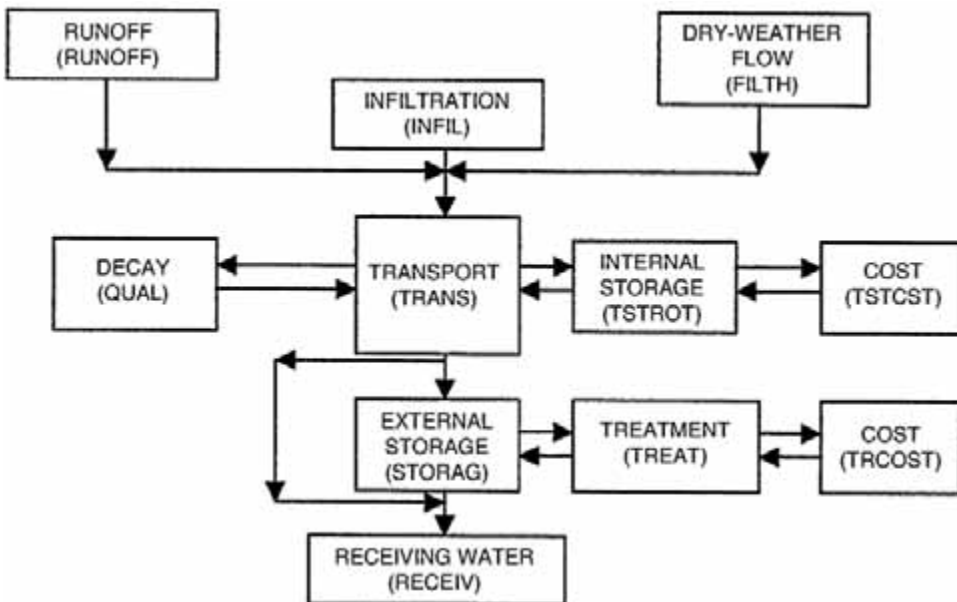 RUNOFF
(RUNOFF)
DRY-WEATHER
FLOW
(FILTH)
INFILTRATION
(INFIL)
DECAY
(QUAL)
TRANSPORT
(TRANS)
INTERNAL
STORAGE
(TSTROT)
COST
(TSTCST)
EXTERNAL
STORAGE
(STORAG)
TREATMENT
(TREAT)
COST
(TRCOST)
RECEIVING WATER
(RECEIV)